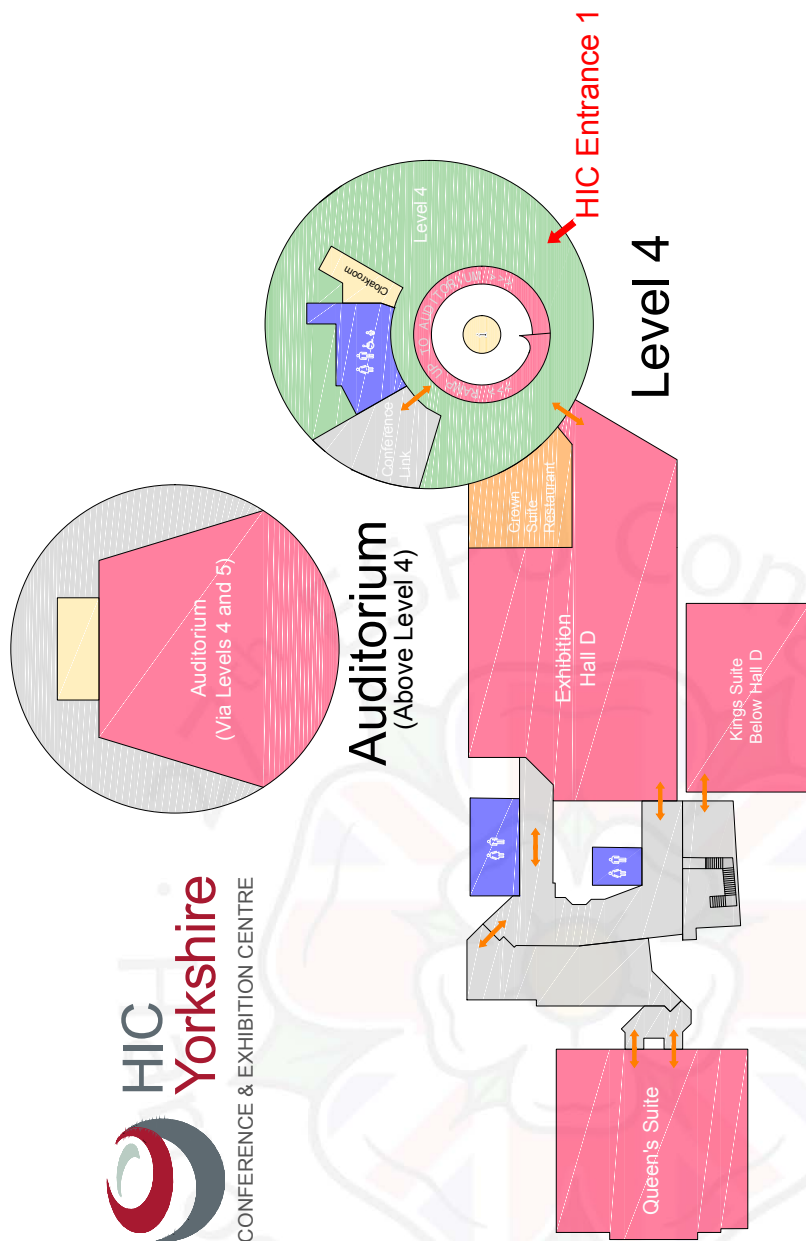 HIC
Yorkshire
CONFERENCE & EXHIBITION CENTRE
Auditorium
(Via Levels 4 and 5)
Auditorium
(Above Level 4)
Level 4
Cloakroom
Conference
Link
HIC Entrance 1
Level 4
Crown
Suite
Restaurant
Exhibition
Hall D
Kings Suite
Below Hall D
Queen's Suite